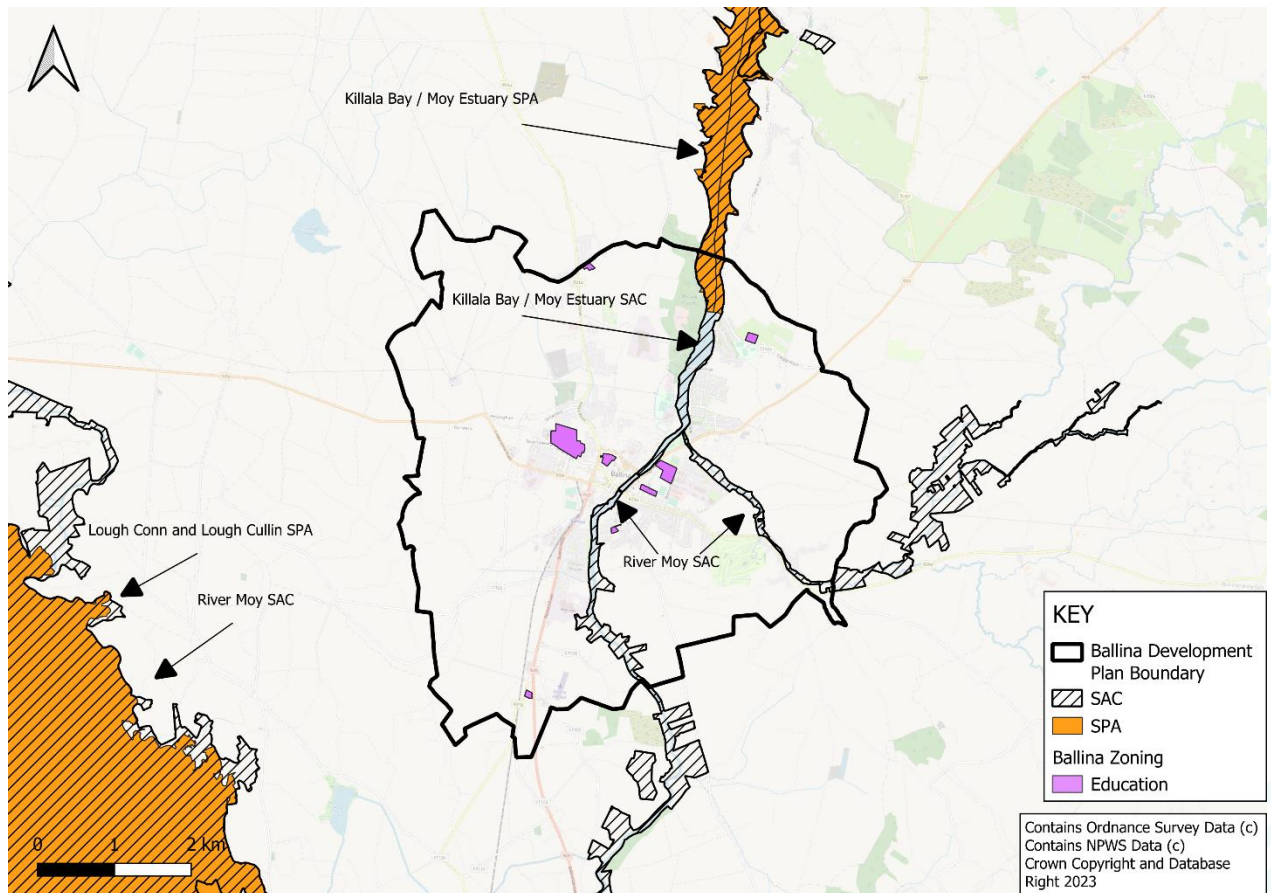 Killala Bay / Moy Estuary SPA
Killala Bay / Moy Estuary SAC
Ballina
River Moy SAC
Lough Conn and Lough Cullin SPA
River Moy SAC
0 1 2 km
KEY
Ballina Development
Plan Boundary
SAC
SPA
Ballina Zoning
Education
Contains Ordnance Survey Data (c)
Contains NPWS Data (c)
Crown Copyright and Database
Right 2023